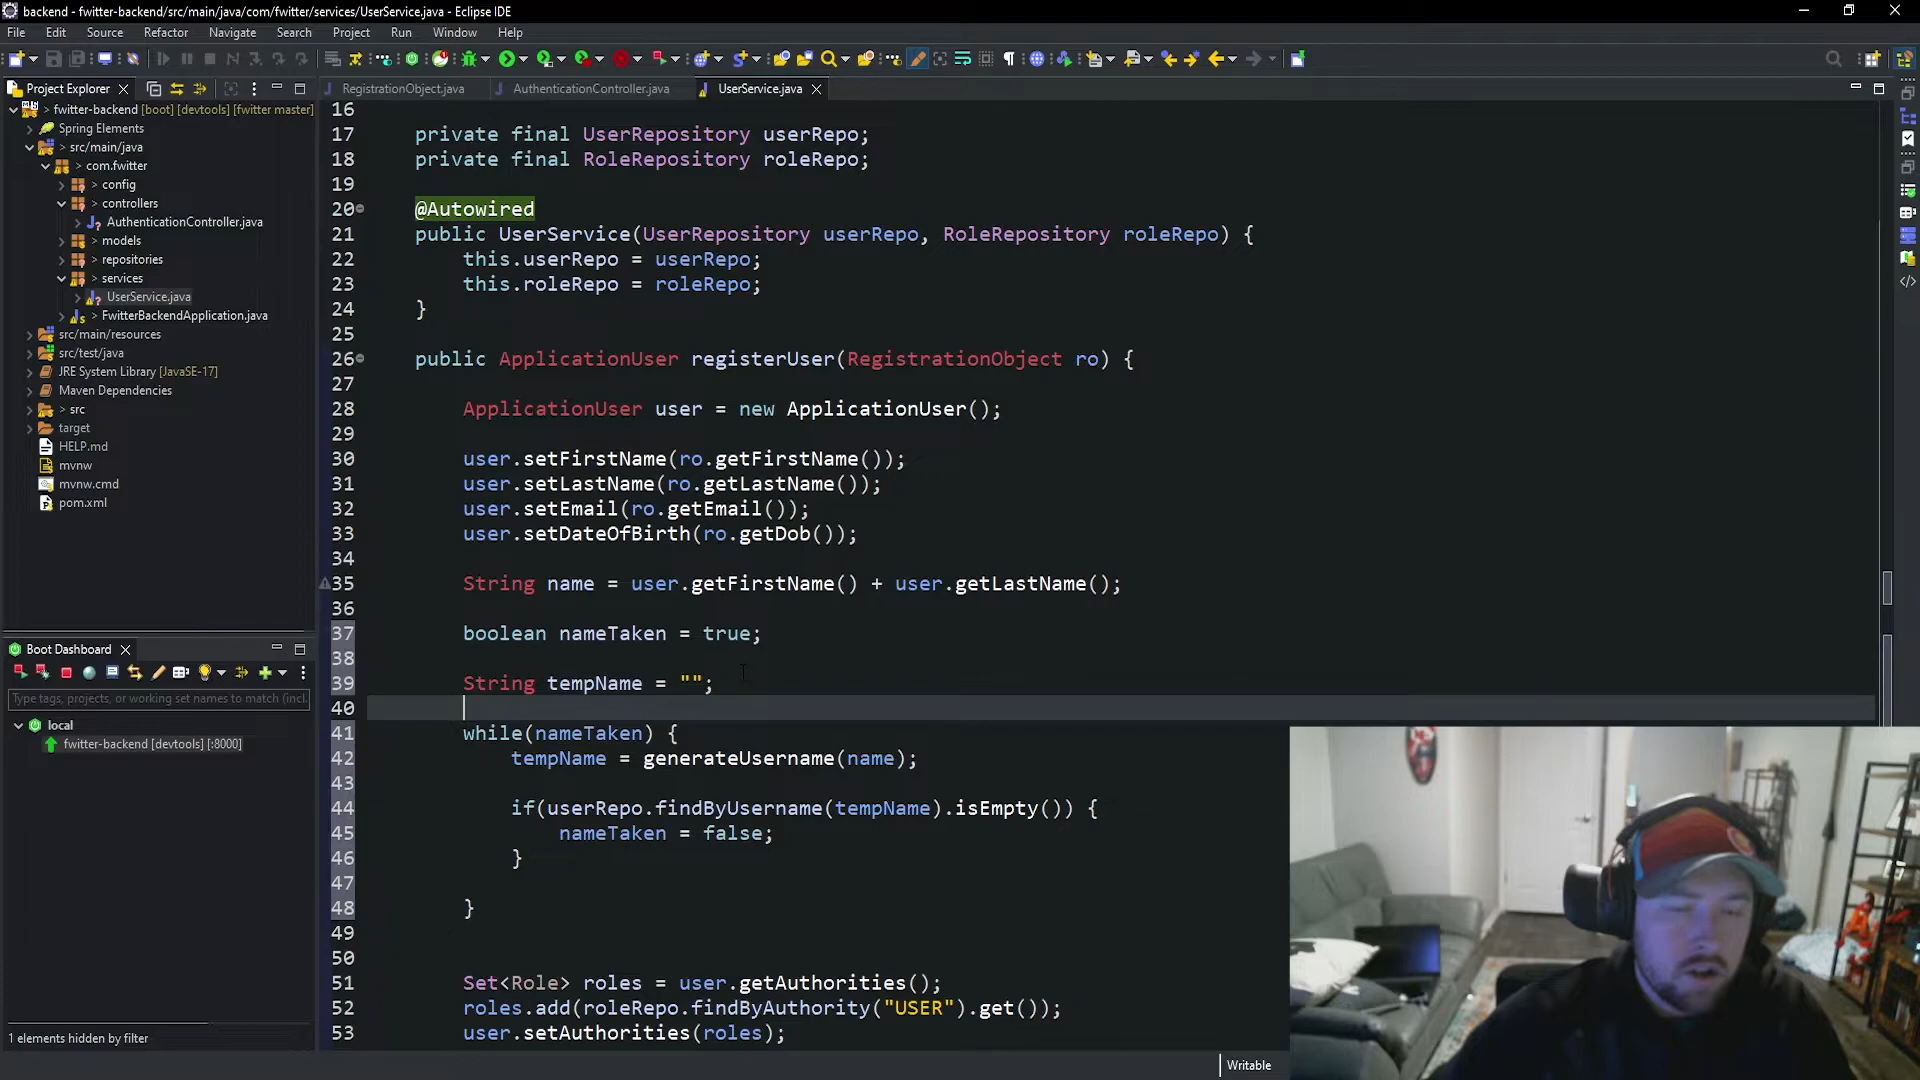 backend - fwitter-backend/src/main/java/com/fwitter/services/UserService.java - Eclipse IDE
File Edit Source Refactor Navigate Search Project Run Window Help
Project Explorer
RegistrationObject.java AuthenticationController.java UserService.java
> fwitter-backend [boot] [devtools] [fwitter master]
Spring Elements
> src/main/java
> com.fwitter
> config
> controllers
> AuthenticationController.java
> models
> repositories
> services
UserService.java
> FwitterBackendApplication.java
src/main/resources
src/test/java
JRE System Library [JavaSE-17]
Maven Dependencies
> src
target
HELP.md
mvnw
mvnw.cmd
pom.xml
Boot Dashboard
Type tags, projects, or working set names to match (incl.
local
fwitter-backend [devtools] [:8000]
1 elements hidden by filter
16
17 private final UserRepository userRepo;
18 private final RoleRepository roleRepo;
19
20 @Autowired
21 public UserService(UserRepository userRepo, RoleRepository roleRepo) {
22 this.userRepo = userRepo;
23 this.roleRepo = roleRepo;
24 }
25
26 public ApplicationUser registerUser(RegistrationObject ro) {
27
28 ApplicationUser user = new ApplicationUser();
29
30 user.setFirstName(ro.getFirstName());
31 user.setLastName(ro.getLastName());
32 user.setEmail(ro.getEmail());
33 user.setDateOfBirth(ro.getDob());
34
35 String name = user.getFirstName() + user.getLastName();
36
37 boolean nameTaken = true;
38
39 String tempName = "";
40
41 while(nameTaken) {
42 tempName = generateUsername(name);
43
44 if(userRepo.findByUsername(tempName).isEmpty()) {
45 nameTaken = false;
46 }
47
48 }
49
50
51 Set<Role> roles = user.getAuthorities();
52 roles.add(roleRepo.findByAuthority("USER").get());
53 user.setAuthorities(roles);
Writable